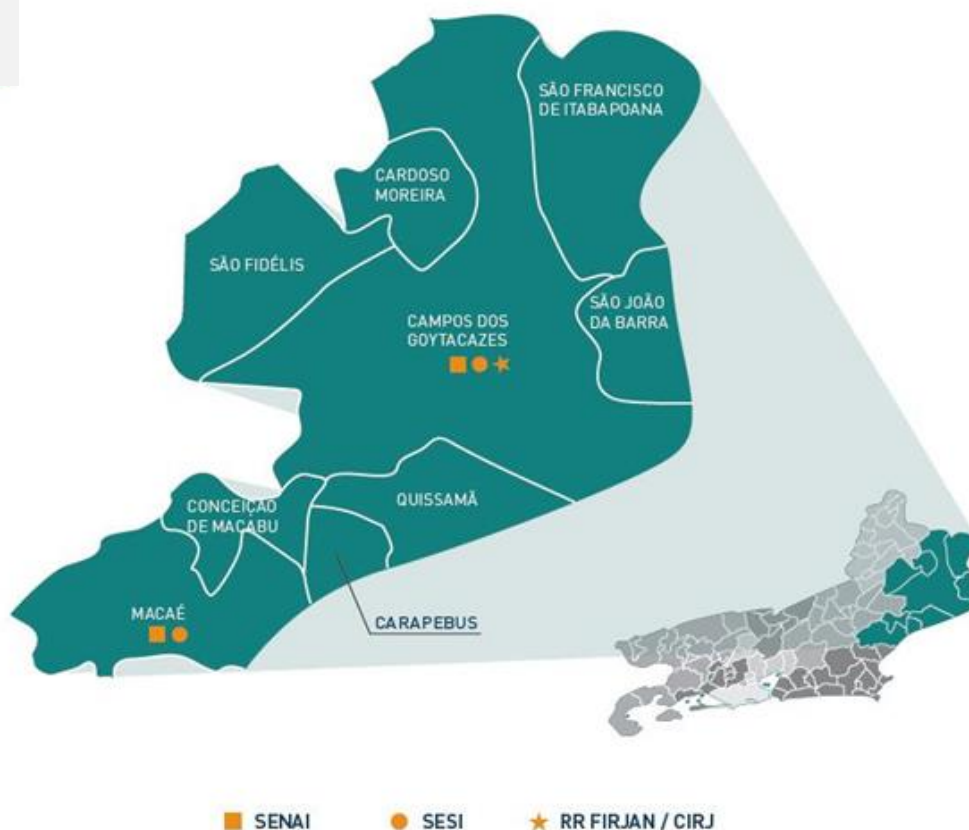 SÃO FRANCISCO
DE ITABAPOANA
CARDOSO
MOREIRA
SÃO FIDÉLIS
SÃO JOÃO
DA BARRA
CAMPOS DOS
GOYTACAZES
QUISSAMÃ
CONCEIÇÃO
DE MACABU
MACAÉ
CARAPEBUS
SENAI
SESI
RR FIRJAN / CIRJ